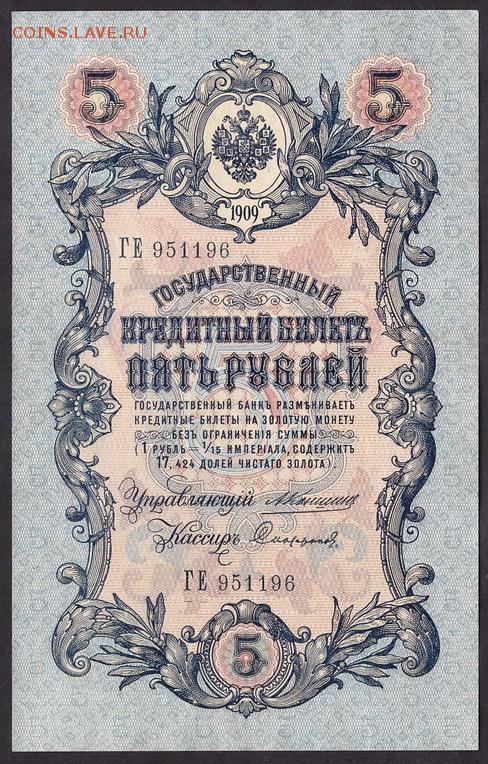 COINS.LAVE.RU
5 5
1909
ГЕ 951196
ГОСУДАРСТВЕННЫЙ
КРЕДИТНЫЙ БИЛЕТЪ
ПЯТЬ РУБЛЕЙ
ГОСУДАРСТВЕННЫЙ БАНКЪ РАЗМѢНИВАЕТЪ
КРЕДИТНЫЕ БИЛЕТЫ НА ЗОЛОТУЮ МОНЕТУ
БЕЗЪ ОГРАНИЧЕНІЯ СУММЫ
(1 РУБЛЬ = 1/15 ИМПЕРІАЛА, СОДЕРЖИТЪ
17,424 ДОЛЕЙ ЧИСТАГО ЗОЛОТА)
Управляющій
Кассиръ
ГЕ 951196
5